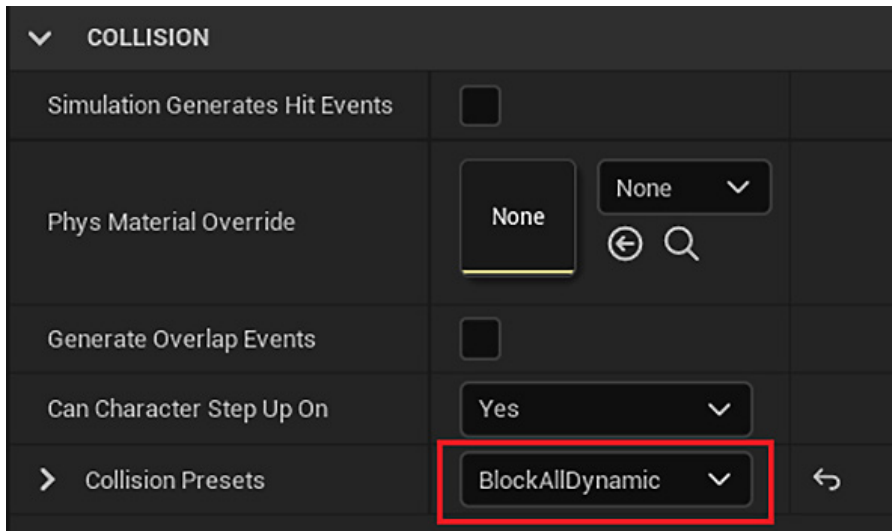 COLLISION
Simulation Generates Hit Events
Phys Material Override
None
None
Generate Overlap Events
Can Character Step Up On
Yes
Collision Presets
BlockAllDynamic